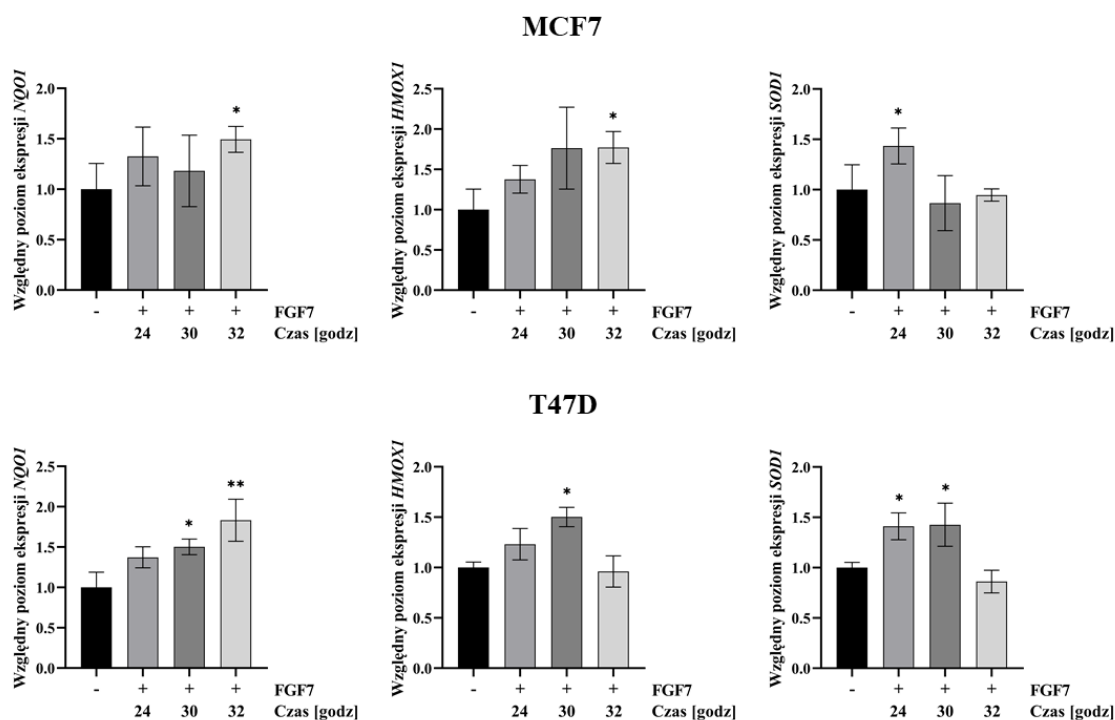 MCF7
Względny poziom ekspresji NQO1
2.0
1.5
1.0
0.5
0.0
*
- + + + FGF7
24 30 32 Czas [godz]
Względny poziom ekspresji HMOX1
2.5
2.0
1.5
1.0
0.5
0.0
*
- + + + FGF7
24 30 32 Czas [godz]
Względny poziom ekspresji SOD1
2.0
1.5
1.0
0.5
0.0
*
- + + + FGF7
24 30 32 Czas [godz]
T47D
Względny poziom ekspresji NQO1
2.5
2.0
1.5
1.0
0.5
0.0
* **
- + + + FGF7
24 30 32 Czas [godz]
Względny poziom ekspresji HMOX1
2.0
1.5
1.0
0.5
0.0
*
- + + + FGF7
24 30 32 Czas [godz]
Względny poziom ekspresji SOD1
2.0
1.5
1.0
0.5
0.0
* *
- + + + FGF7
24 30 32 Czas [godz]